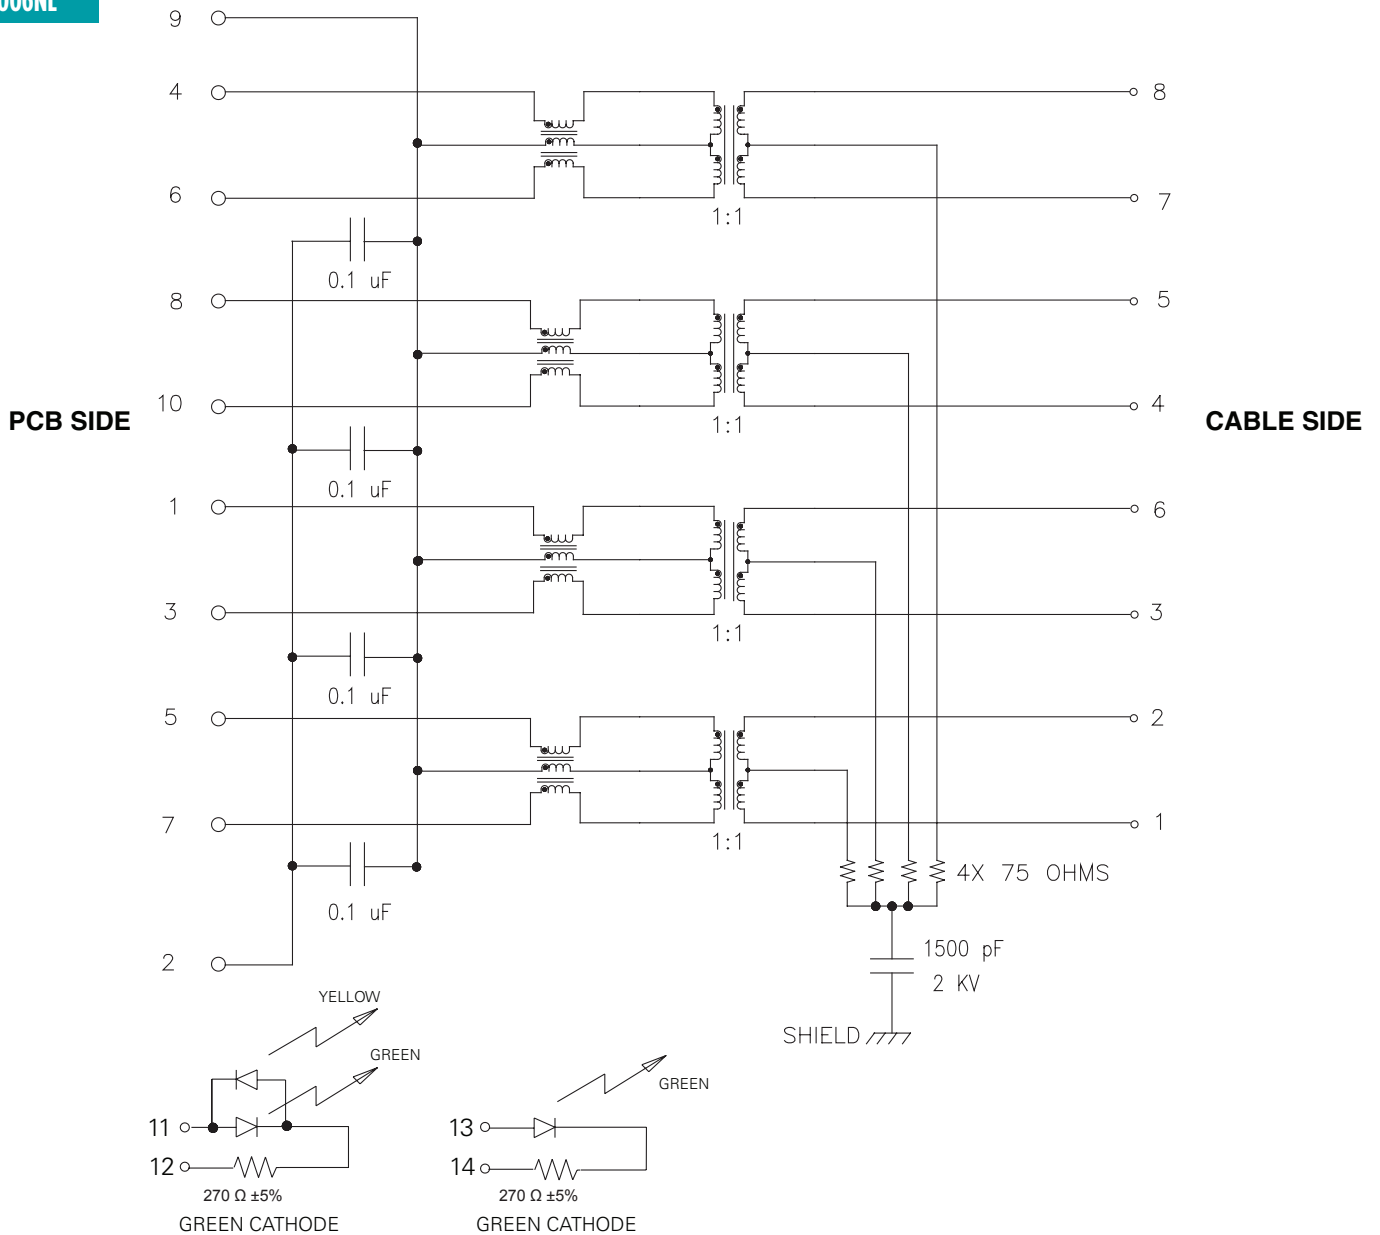 9
4
8
6
7
1:1
0.1 uF
8
5
10
4
PCB SIDE
CABLE SIDE
1:1
0.1 uF
1
6
3
3
1:1
0.1 uF
5
2
7
1
1:1
4X 75 OHMS
0.1 uF
1500 pF
2
2 KV
YELLOW
SHIELD
GREEN
GREEN
11
13
12
14
270 Ω ±5%
270 Ω ±5%
GREEN CATHODE
GREEN CATHODE